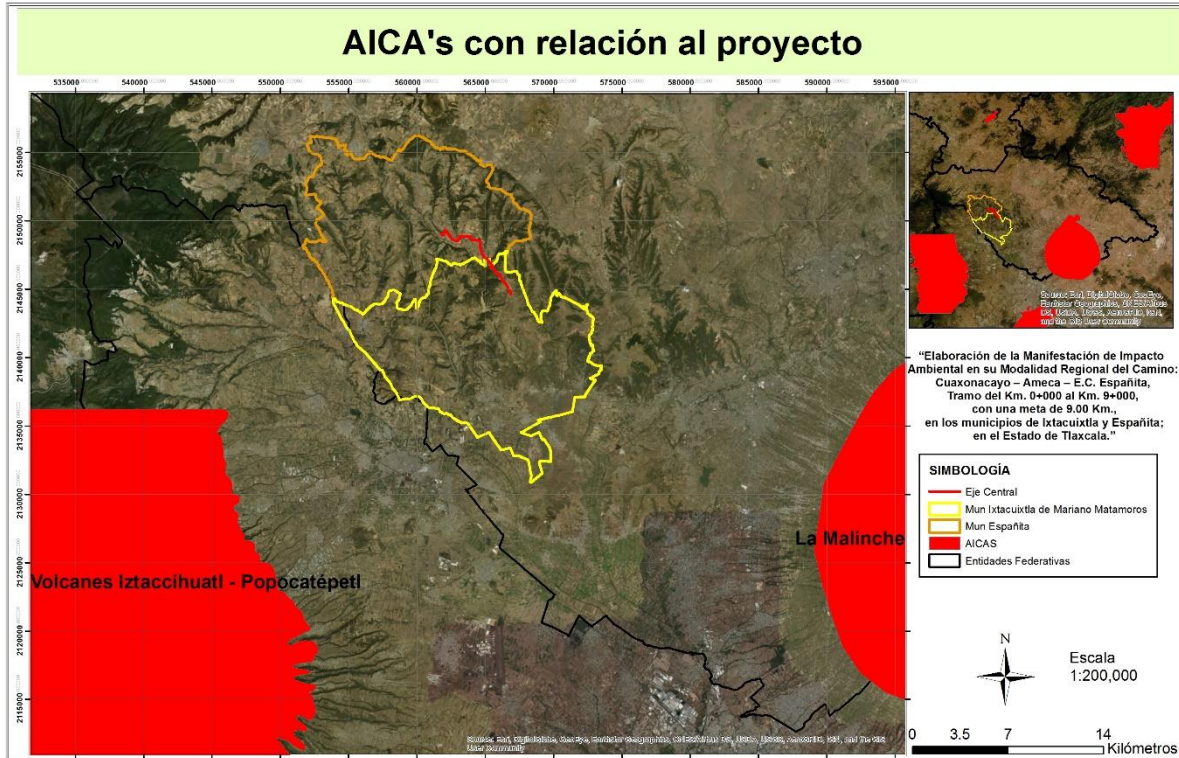 AICA's con relación al proyecto
535000 540000 545000 550000 555000 560000 565000 570000 575000 580000 585000 590000 595000
2155000
2150000
2145000
2140000
2135000
2130000
2125000
2120000
2115000
Volcanes Iztaccihuatl - Popocatépetl
La Malinche
"Elaboración de la Manifestación de Impacto
Ambiental en su Modalidad Regional del Camino:
Cuaxonacayo – Ameca – E.C. Españita,
Tramo del Km. 0+000 al Km. 9+000,
con una meta de 9.00 Km.,
en los municipios de Ixtacuixtla y Españita;
en el Estado de Tlaxcala."
SIMBOLOGÍA
Eje Central
Mun Ixtacuixtla de Mariano Matamoros
Mun Españita
AICAS
Entidades Federativas
N
Escala
1:200,000
0 3.5 7 14
Kilómetros